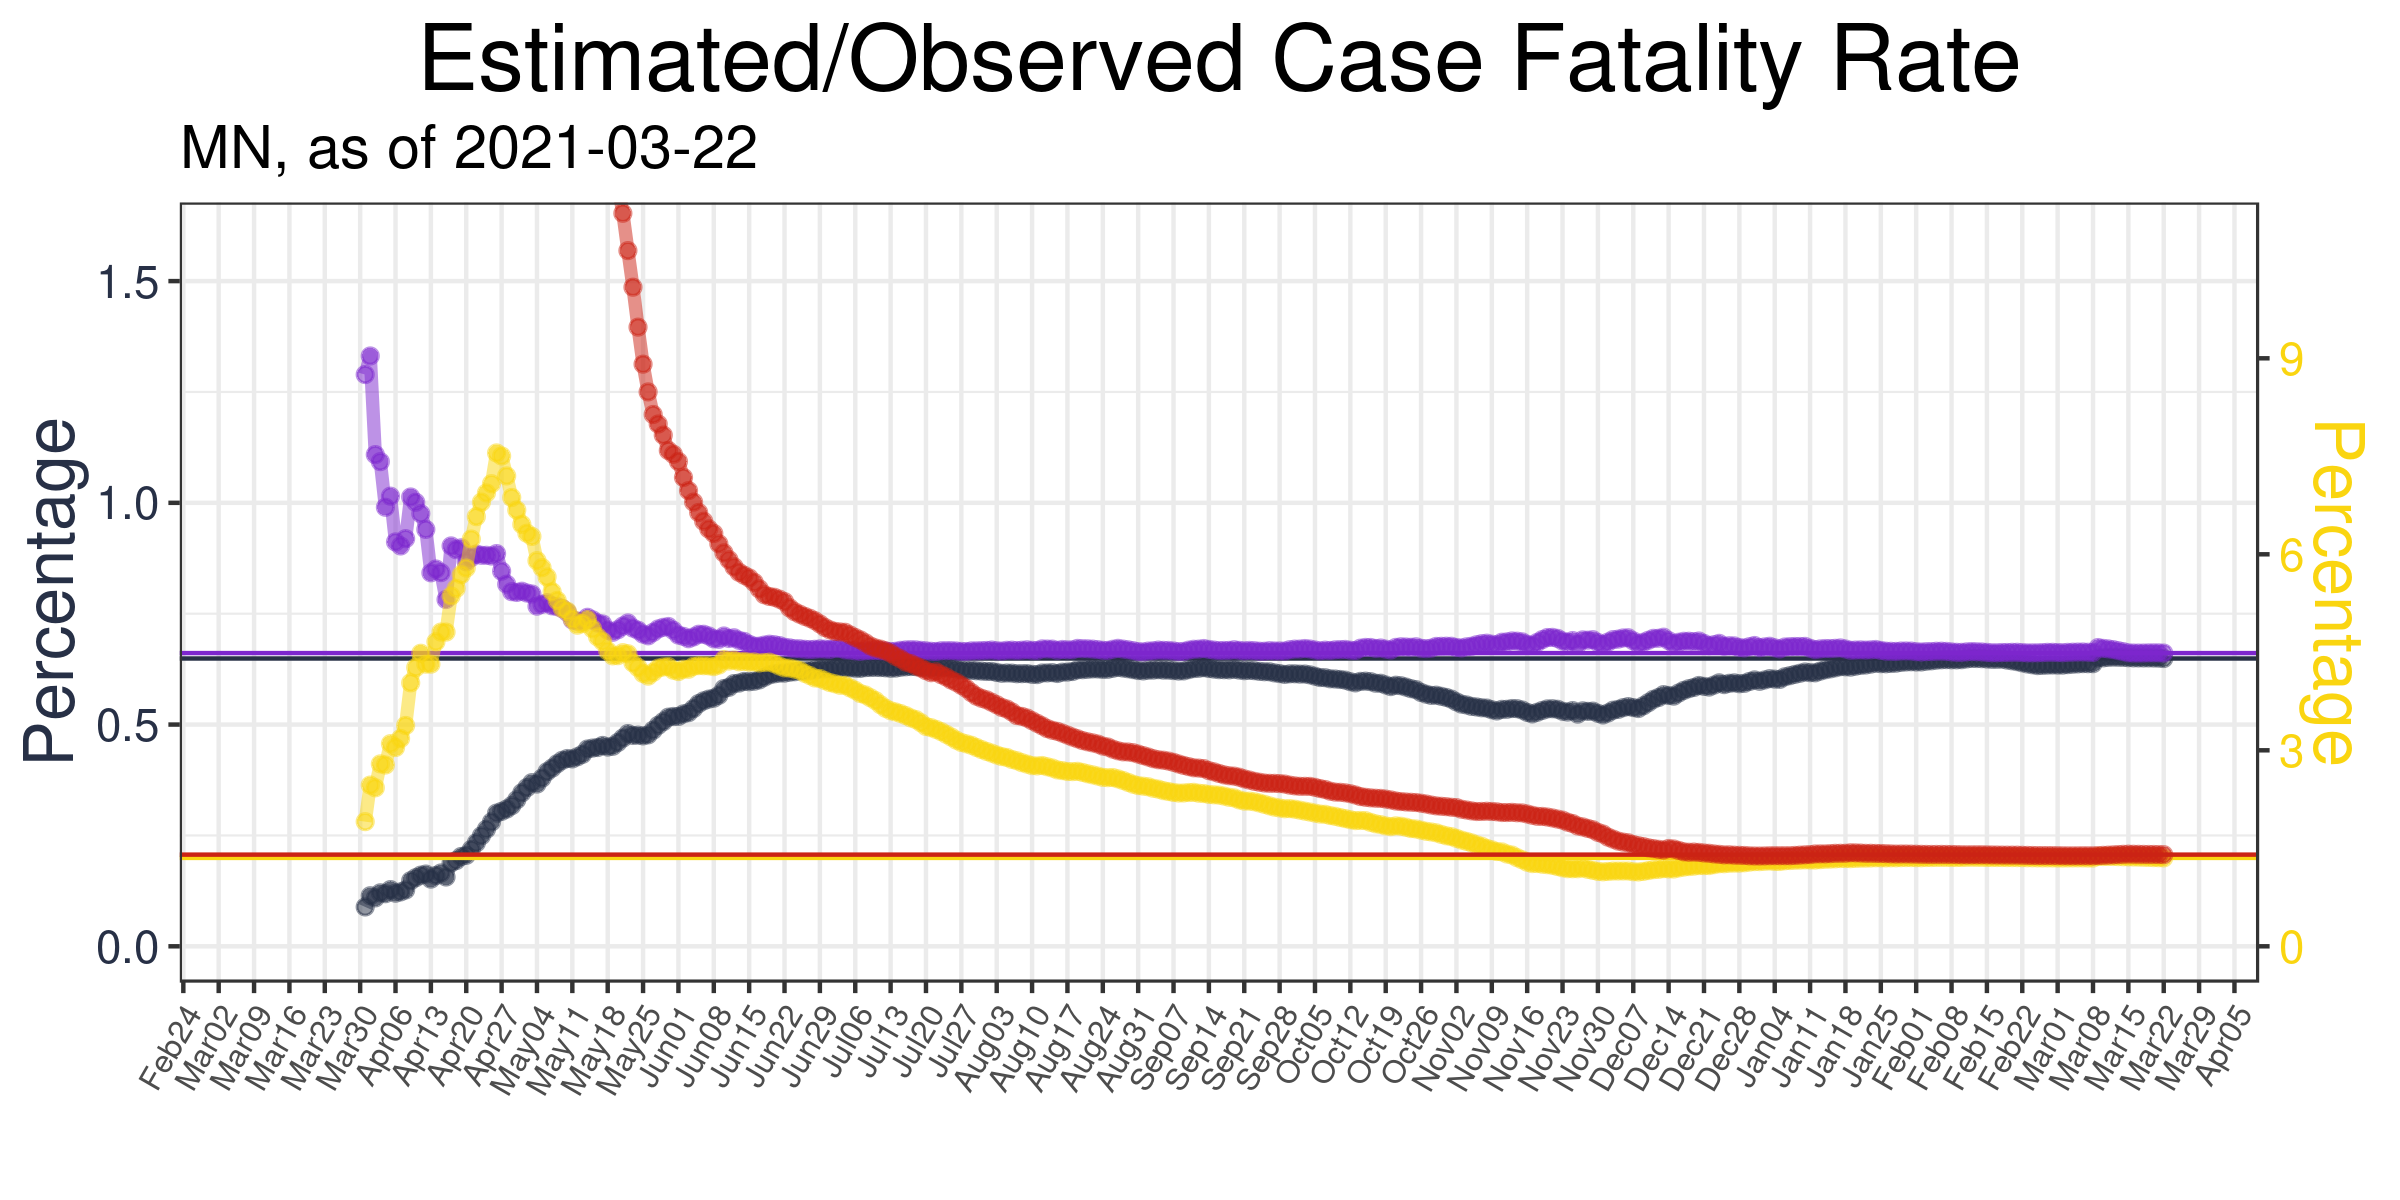 Estimated/Observed Case Fatality Rate
MN, as of 2021-03-22
Percentage
1.5
1.0
0.5
0.0
9
6
3
0
Percentage
Feb24
Mar02
Mar09
Mar16
Mar23
Mar30
Apr06
Apr13
Apr20
Apr27
May04
May11
May18
May25
Jun01
Jun08
Jun15
Jun22
Jun29
Jul06
Jul13
Jul20
Jul27
Aug03
Aug10
Aug17
Aug24
Aug31
Sep07
Sep14
Sep21
Sep28
Oct05
Oct12
Oct19
Oct26
Nov02
Nov09
Nov16
Nov23
Nov30
Dec07
Dec14
Dec21
Dec28
Jan04
Jan11
Jan18
Jan25
Feb01
Feb08
Feb15
Feb22
Mar01
Mar08
Mar15
Mar22
Mar29
Apr05